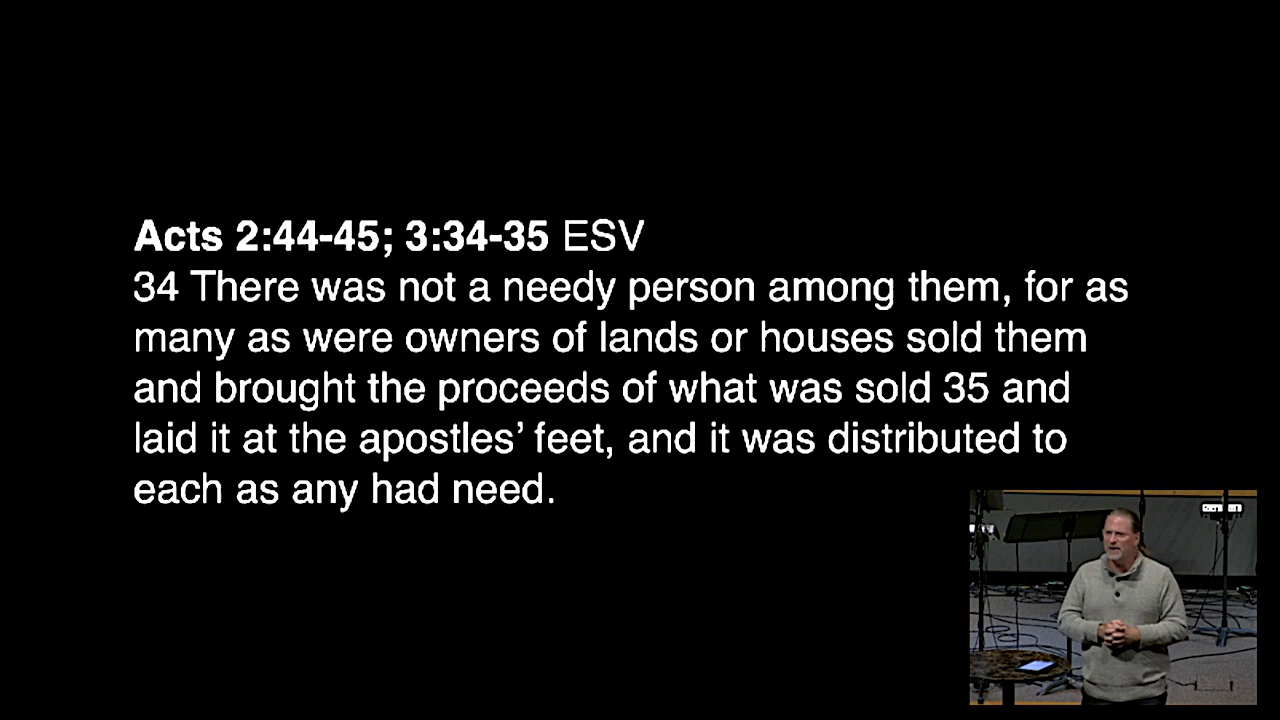 Acts 2:44-45; 3:34-35 ESV
34 There was not a needy person among them, for as
many as were owners of lands or houses sold them
and brought the proceeds of what was sold 35 and
laid it at the apostles’ feet, and it was distributed to
each as any had need.